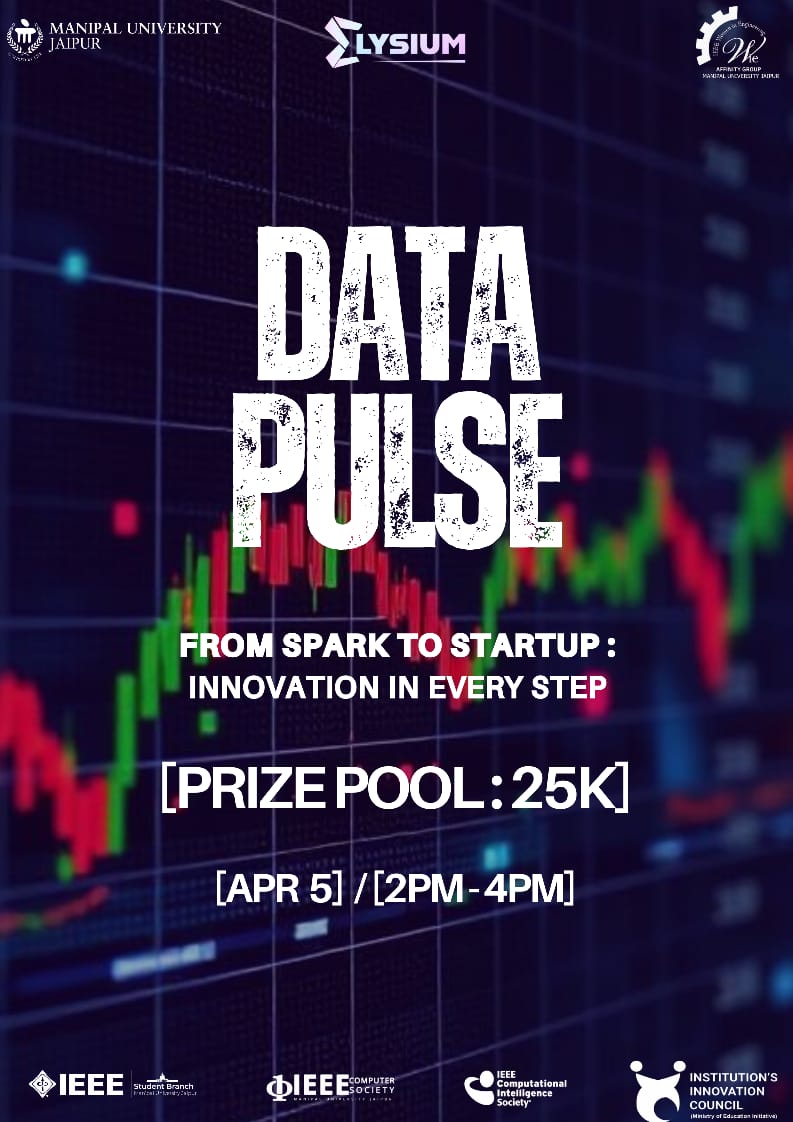 MANIPAL UNIVERSITY
JAIPUR
ELYSIUM
IEEE Women in Engineering
WIE
AFFINITY GROUP
MANIPAL UNIVERSITY JAIPUR
DATA
PULSE
FROM SPARK TO STARTUP :
INNOVATION IN EVERY STEP
[PRIZE POOL : 25K]
[APR 5] / [2PM - 4PM]
IEEE
Student Branch
Manipal University Jaipur
IEEE COMPUTER
SOCIETY
MANIPAL UNIVERSITY JAIPUR
IEEE
Computational
Intelligence
Society
INSTITUTION'S
INNOVATION
COUNCIL
(Ministry of Education Initiative)